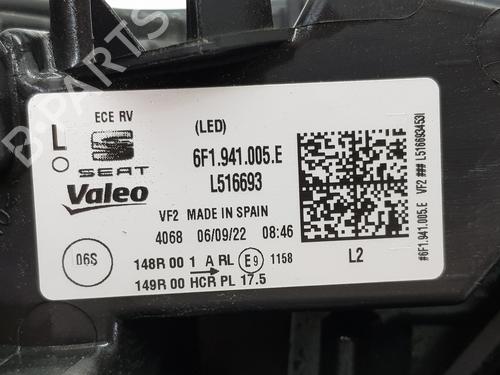 ECE RV
L
(LED)
SEAT
6F1.941.005.E
Valeo
L516693
VF2 MADE IN SPAIN
4068 06/09/22 08:46
06S
148R 00 1 A RL E9 1158
149R 00 HCR PL 17.5
L2
#6F1.941.005.E VF2 ### L516693453II
B-PARTS